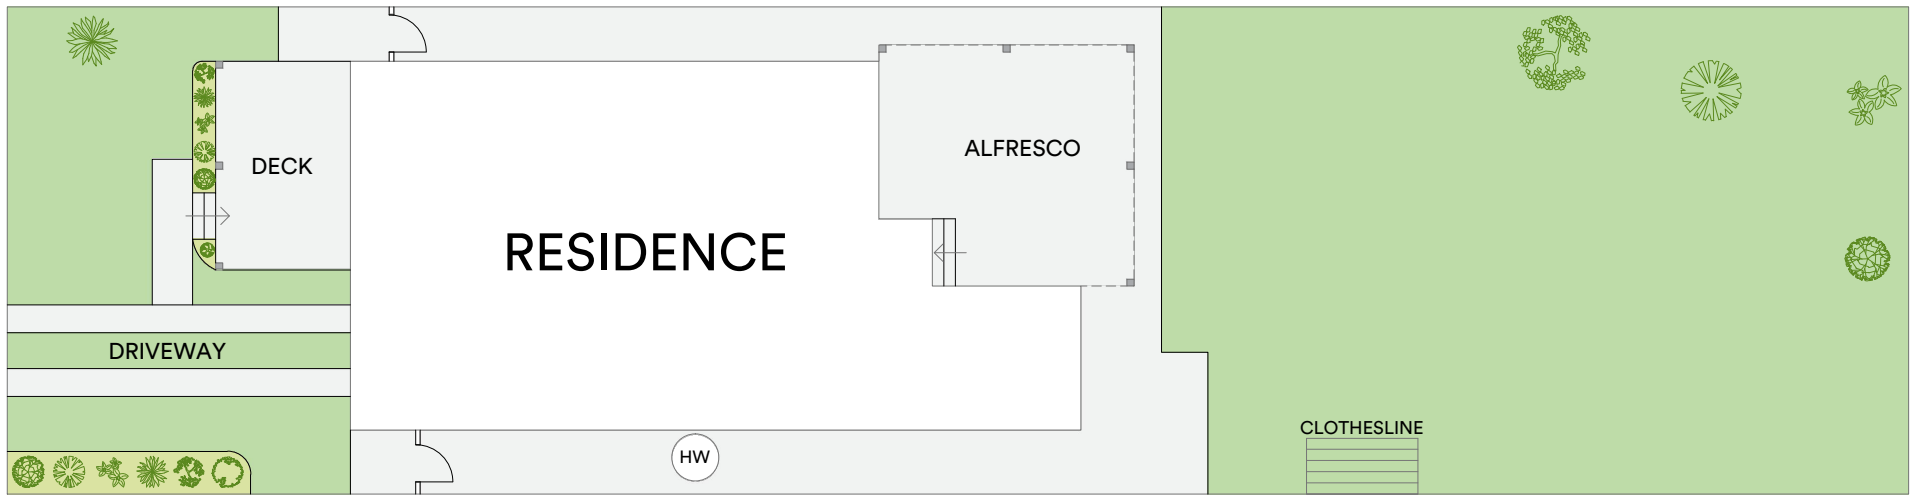 DECK
ALFRESCO
RESIDENCE
DRIVEWAY
CLOTHESLINE
HW